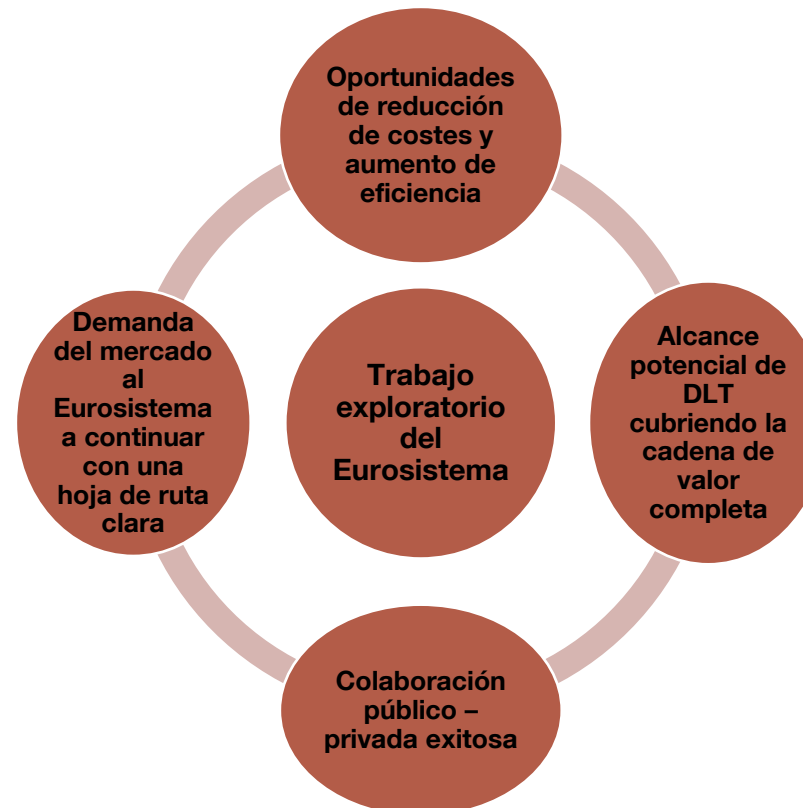 Oportunidades
de reducción
de costes y
aumento de
eficiencia
Demanda
del mercado
al
Eurosistema
a continuar
con una
hoja de ruta
clara
Trabajo
exploratorio
del
Eurosistema
Alcance
potencial de
DLT
cubriendo la
cadena de
valor
completa
Colaboración
público –
privada exitosa